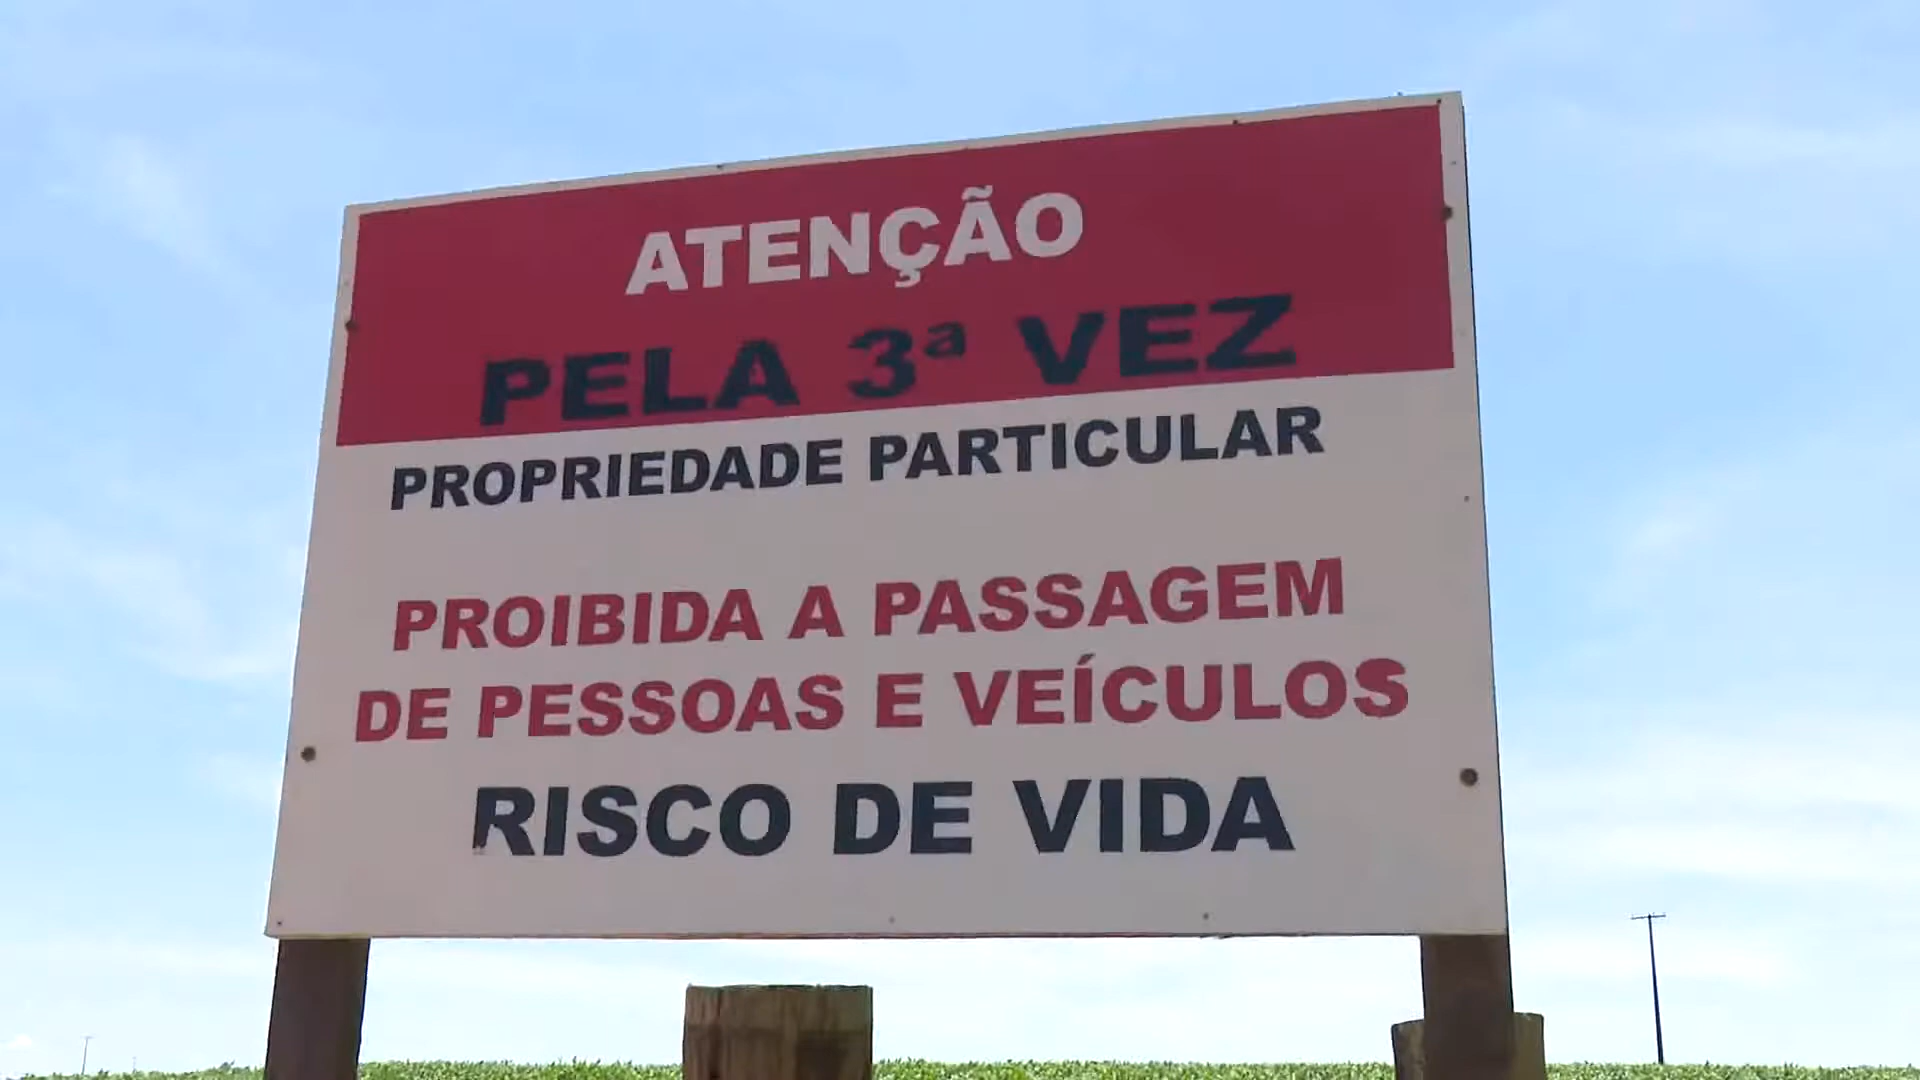 ATENÇÃO
PELA 3ª VEZ
PROPRIEDADE PARTICULAR
PROIBIDA A PASSAGEM
DE PESSOAS E VEÍCULOS
RISCO DE VIDA